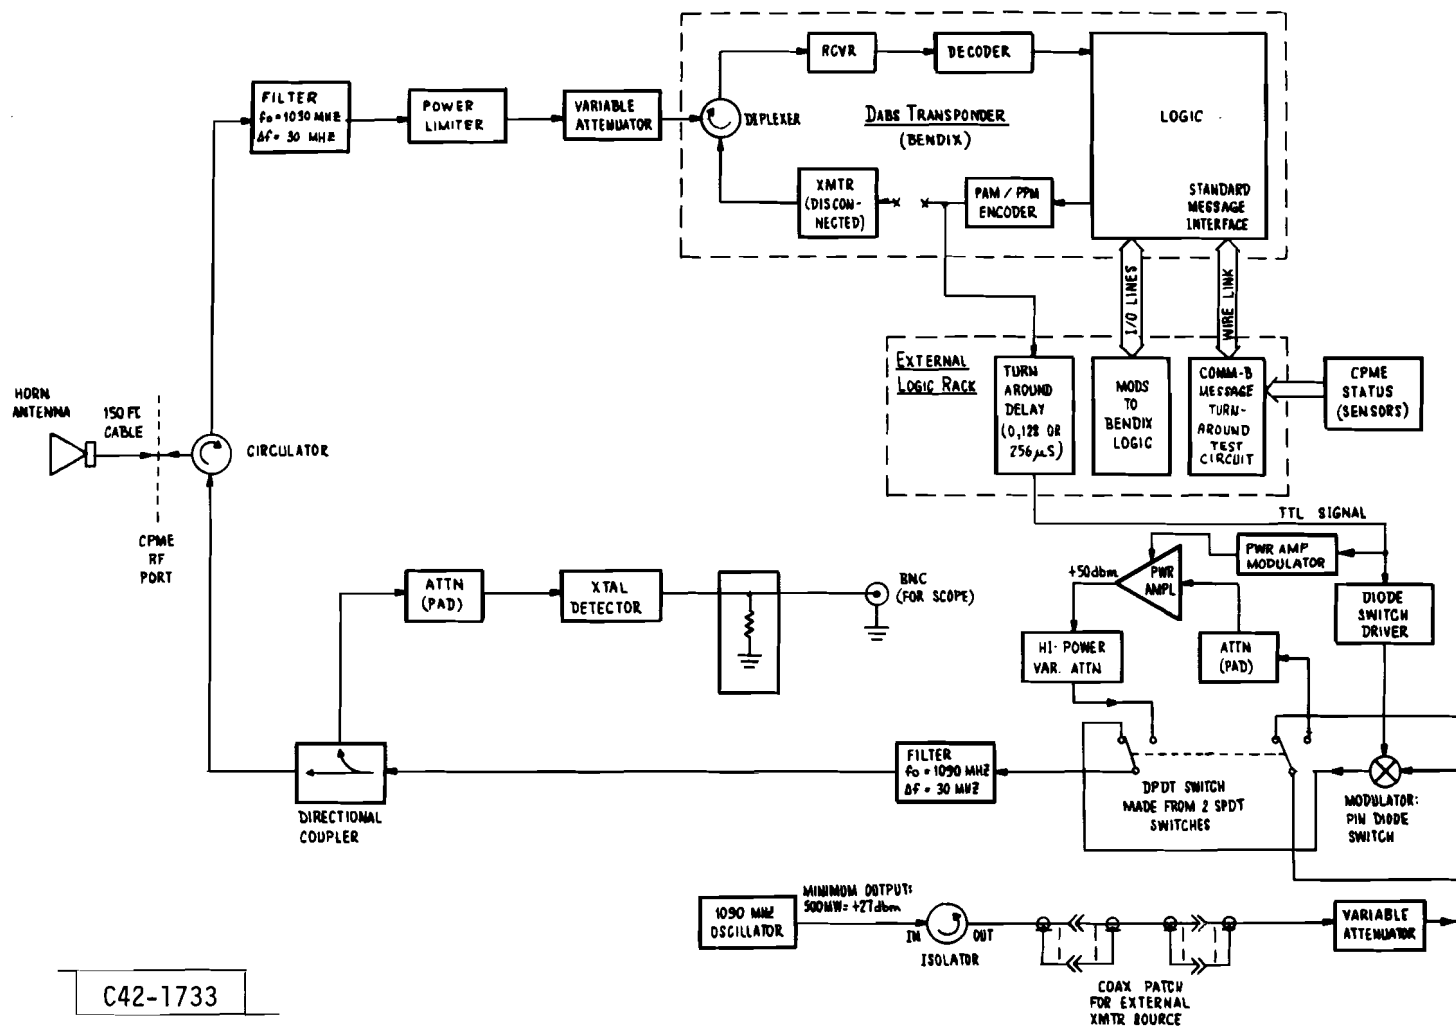 RCVR
DECODER
LOGIC
STANDARD
MESSAGE
INTERFACE
DABS TRANSPONDER
(BENDIX)
DIPLEXER
XMTR
(DISCON-
NECTED)
PAM / PPM
ENCODER
FILTER
fo = 1030 MHZ
Δf = 30 MHZ
POWER
LIMITER
VARIABLE
ATTENUATOR
I/O LINES
WIRE LINK
EXTERNAL
LOGIC RACK
TURN
AROUND
DELAY
(0,128 OR
256µS)
MODS
TO
BENDIX
LOGIC
COMM-B
MESSAGE
TURN-
AROUND
TEST
CIRCUIT
CPME
STATUS
(SENSORS)
HORN
ANTENNA
150 FT.
CABLE
CIRCULATOR
CPME
RF
PORT
TTL SIGNAL
PWR AMP
MODULATOR
+50dbm
PWR
AMPL
DIODE
SWITCH
DRIVER
HI-POWER
VAR. ATTN
ATTN
(PAD)
ATTN
(PAD)
XTAL
DETECTOR
BNC
(FOR SCOPE)
DIRECTIONAL
COUPLER
FILTER
fo = 1090 MHZ
Δf = 30 MHZ
DPDT SWITCH
MADE FROM 2 SPDT
SWITCHES
MODULATOR:
PIN DIODE
SWITCH
1090 MHZ
OSCILLATOR
MINIMUM OUTPUT:
500MW= +27dbm
IN
OUT
ISOLATOR
COAX PATCH
FOR EXTERNAL
XMTR SOURCE
VARIABLE
ATTENUATOR
C42-1733